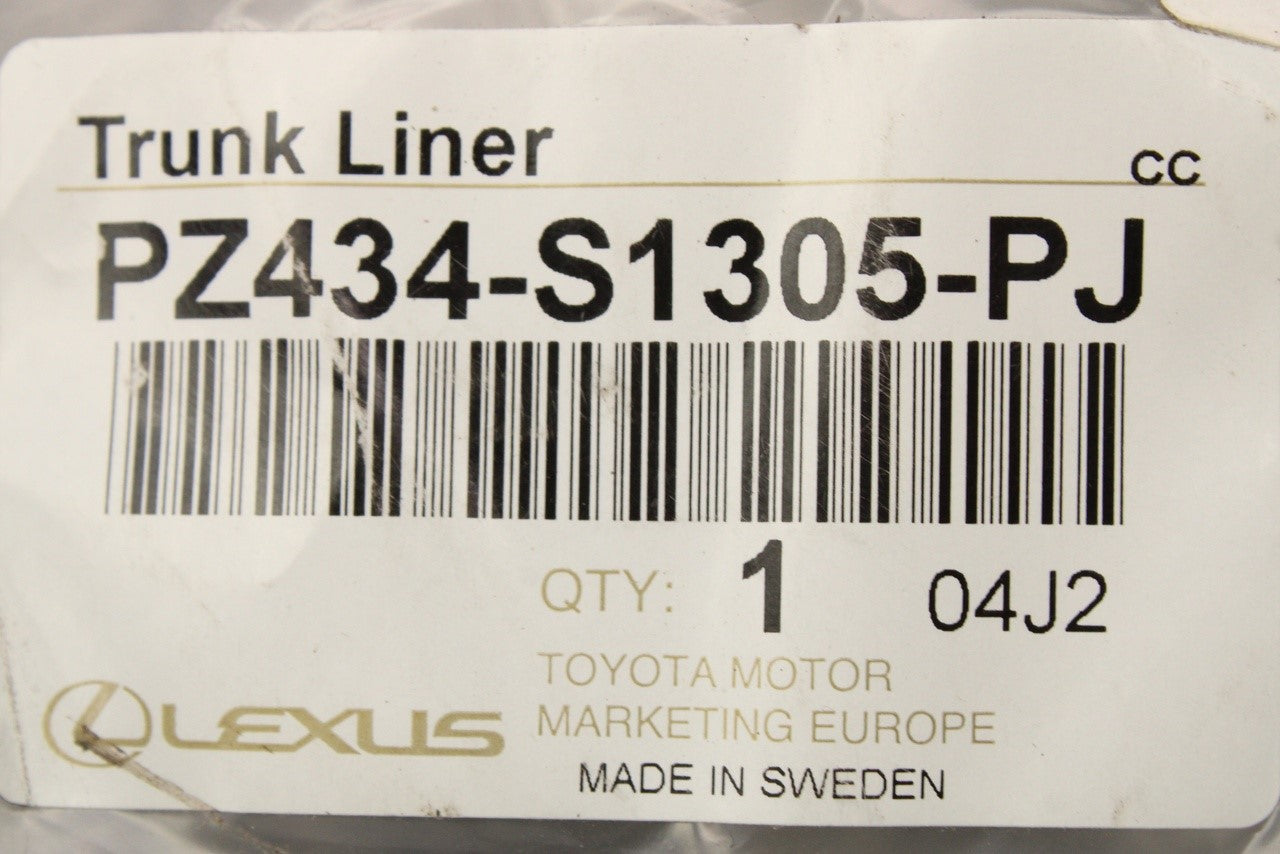 Trunk Liner
CC
PZ434-S1305-PJ
QTY: 1 04J2
TOYOTA MOTOR
MARKETING EUROPE
LEXUS
MADE IN SWEDEN